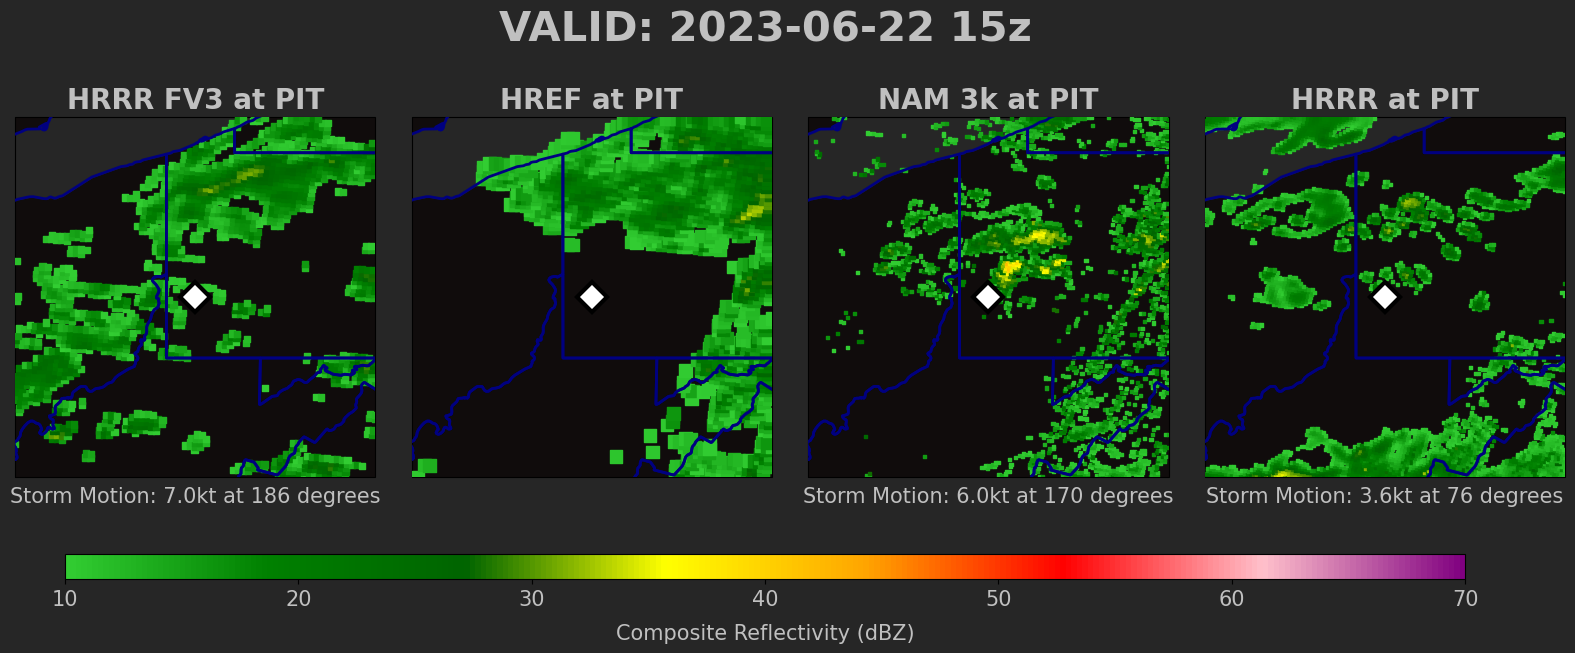 VALID: 2023-06-22 15z
HRRR FV3 at PIT
HREF at PIT
NAM 3k at PIT
HRRR at PIT
Storm Motion: 7.0kt at 186 degrees
Storm Motion: 6.0kt at 170 degrees
Storm Motion: 3.6kt at 76 degrees
10 20 30 40 50 60 70
Composite Reflectivity (dBZ)